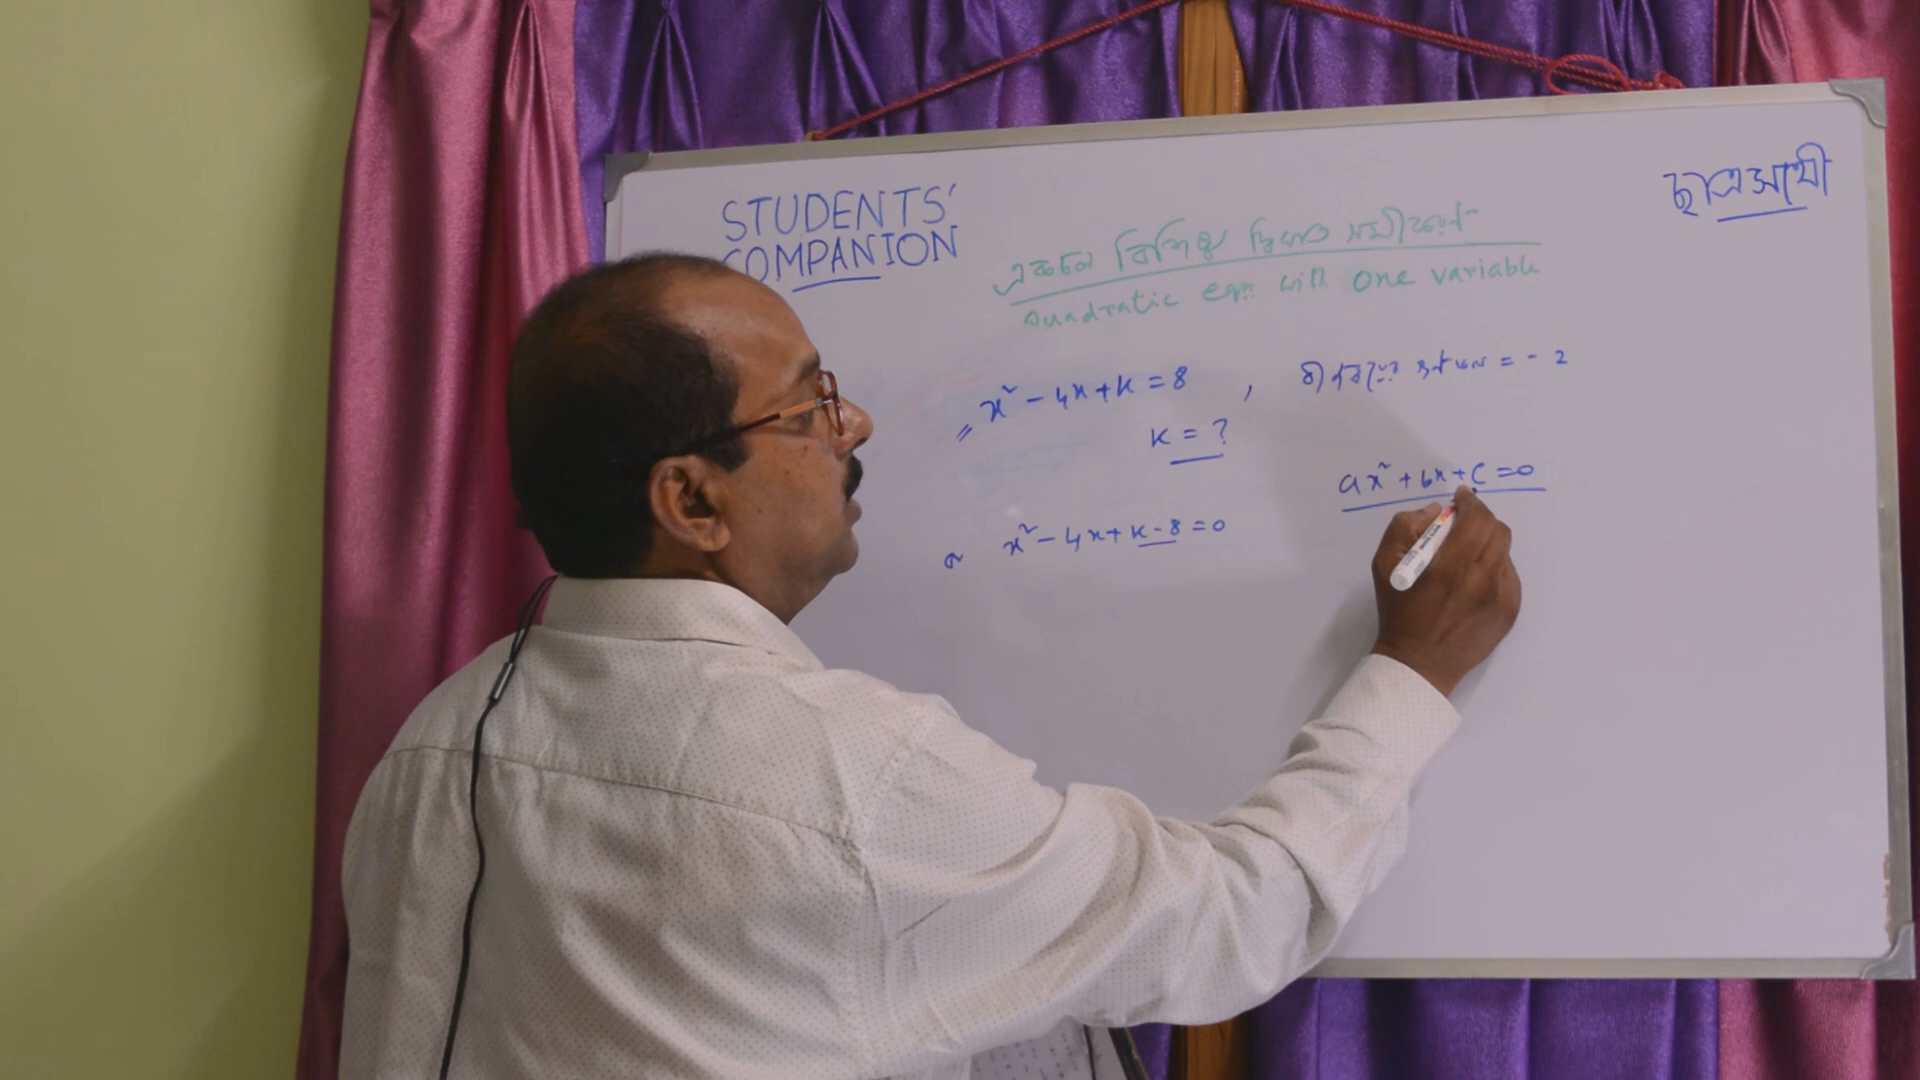 STUDENTS'
COMPANION
ছাত্রসাথী
একচল বিশিষ্ট দ্বিঘাত সমীকরণ
Quadratic eqn. with One variable
x² - 4x + k = 8 , = - 2
k = ?
ax² + bx + c = 0
x² - 4x + k - 8 = 0